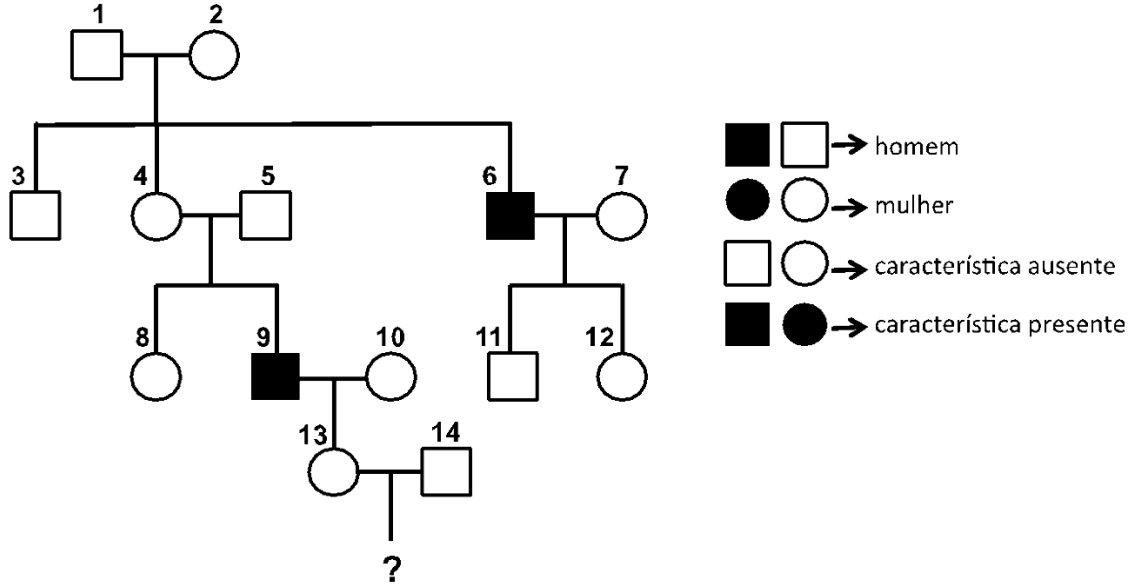 1 2
3 4 5 6 7
8 9 10 11 12
13 14
?
homem
mulher
característica ausente
característica presente